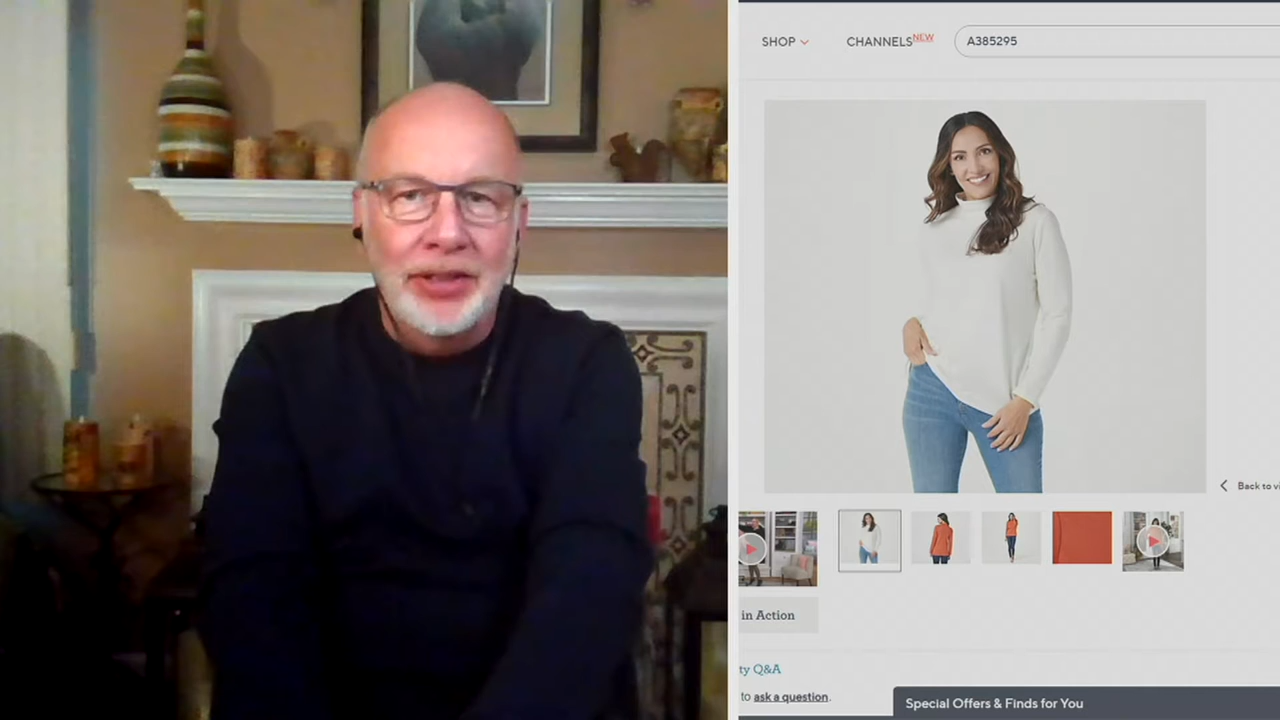 SHOP
CHANNELS NEW
A385295
Back to vi
in Action
ty Q&A
to ask a question.
Special Offers & Finds for You